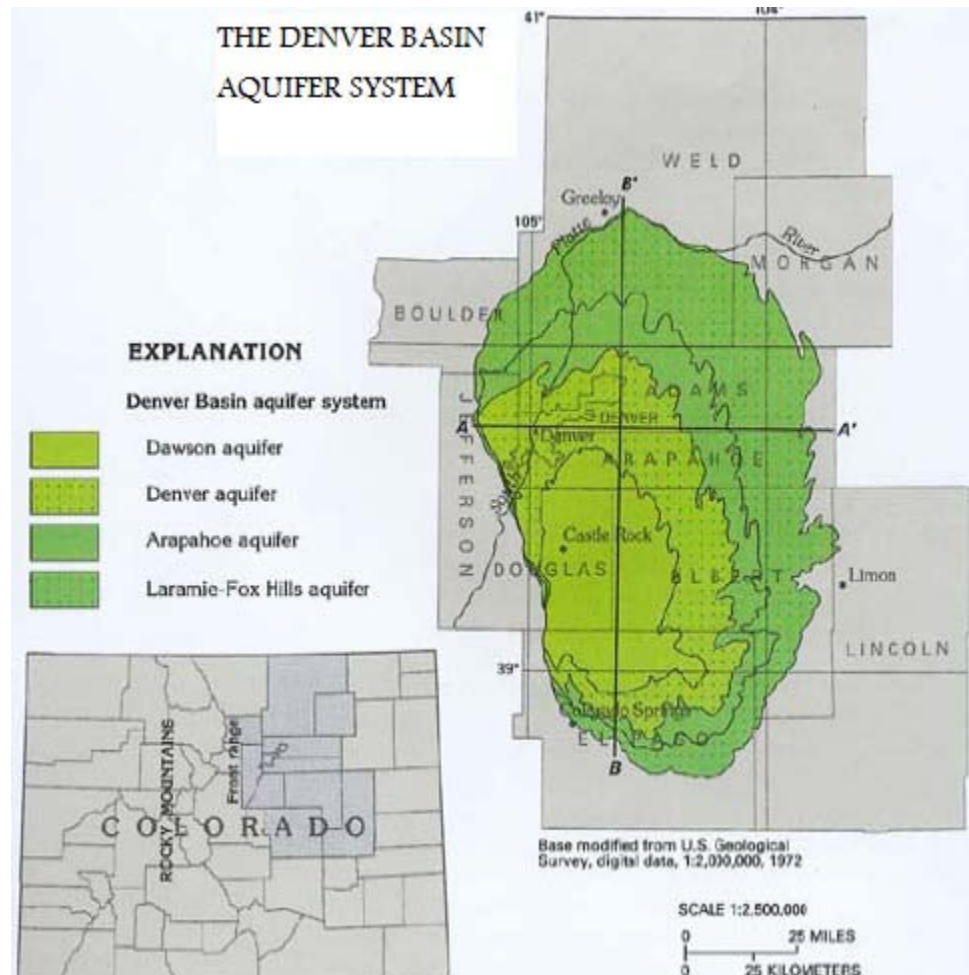 THE DENVER BASIN
AQUIFER SYSTEM
41°
104°
WELD
B'
Greeley
105°
Platte
River
MORGAN
BOULDER
EXPLANATION
Denver Basin aquifer system
Dawson aquifer
Denver aquifer
Arapahoe aquifer
Laramie-Fox Hills aquifer
JEFFERSON
ADAMS
DENVER
A
A'
Denver
ARAPAHOE
Castle Rock
DOUGLAS
ELBERT
Limon
LINCOLN
39°
Colorado Springs
EL PASO
B
ROCKY MOUNTAINS
Front range
COLORADO
Base modified from U.S. Geological
Survey, digital data, 1:2,000,000, 1972
SCALE 1:2,500,000
0 25 MILES
0 25 KILOMETERS